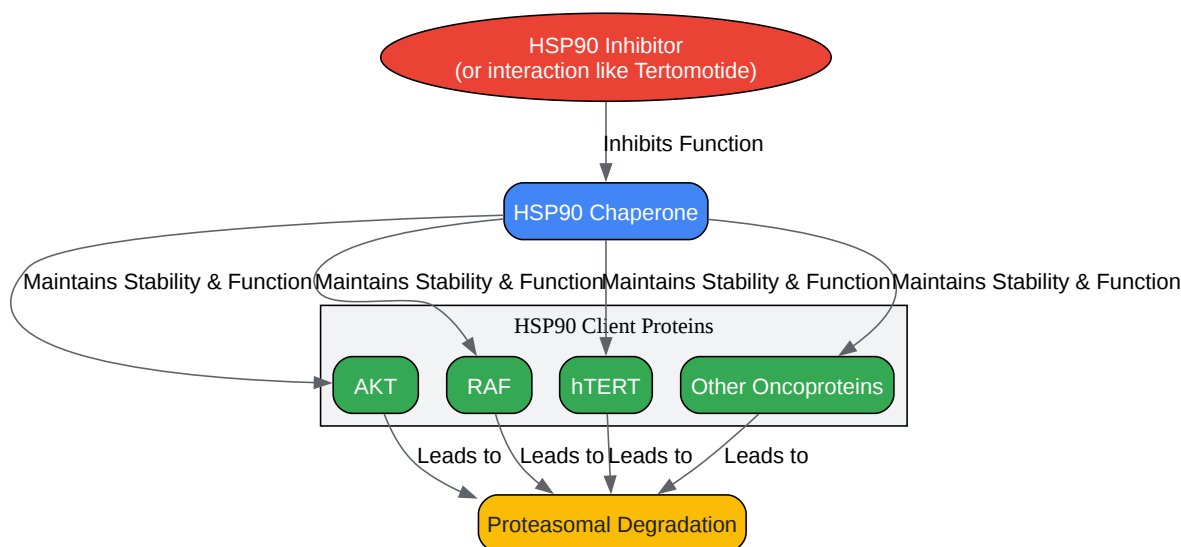 HSP90 Inhibitor
(or interaction like Tertomotide)
Inhibits Function
HSP90 Chaperone
Maintains Stability & Function
Maintains Stability & Function
Maintains Stability & Function
Maintains Stability & Function
HSP90 Client Proteins
AKT
RAF
hTERT
Other Oncoproteins
Leads to
Leads to
Leads to
Leads to
Proteasomal Degradation